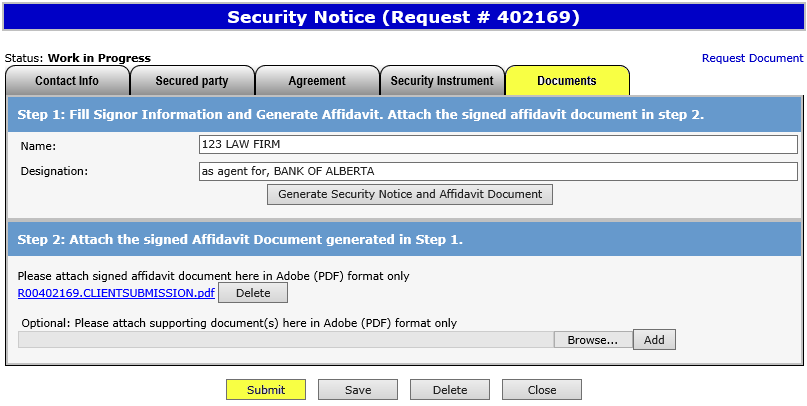 Security Notice (Request # 402169)
Status: Work in Progress Request Document
Contact Info Secured party Agreement Security Instrument Documents
Step 1: Fill Signor Information and Generate Affidavit. Attach the signed affidavit document in step 2.
Name: 123 LAW FIRM
Designation: as agent for, BANK OF ALBERTA
Generate Security Notice and Affidavit Document
Step 2: Attach the signed Affidavit Document generated in Step 1.
Please attach signed affidavit document here in Adobe (PDF) format only
R00402169.CLIENTSUBMISSION.pdf Delete
Optional: Please attach supporting document(s) here in Adobe (PDF) format only
Browse... Add
Submit Save Delete Close